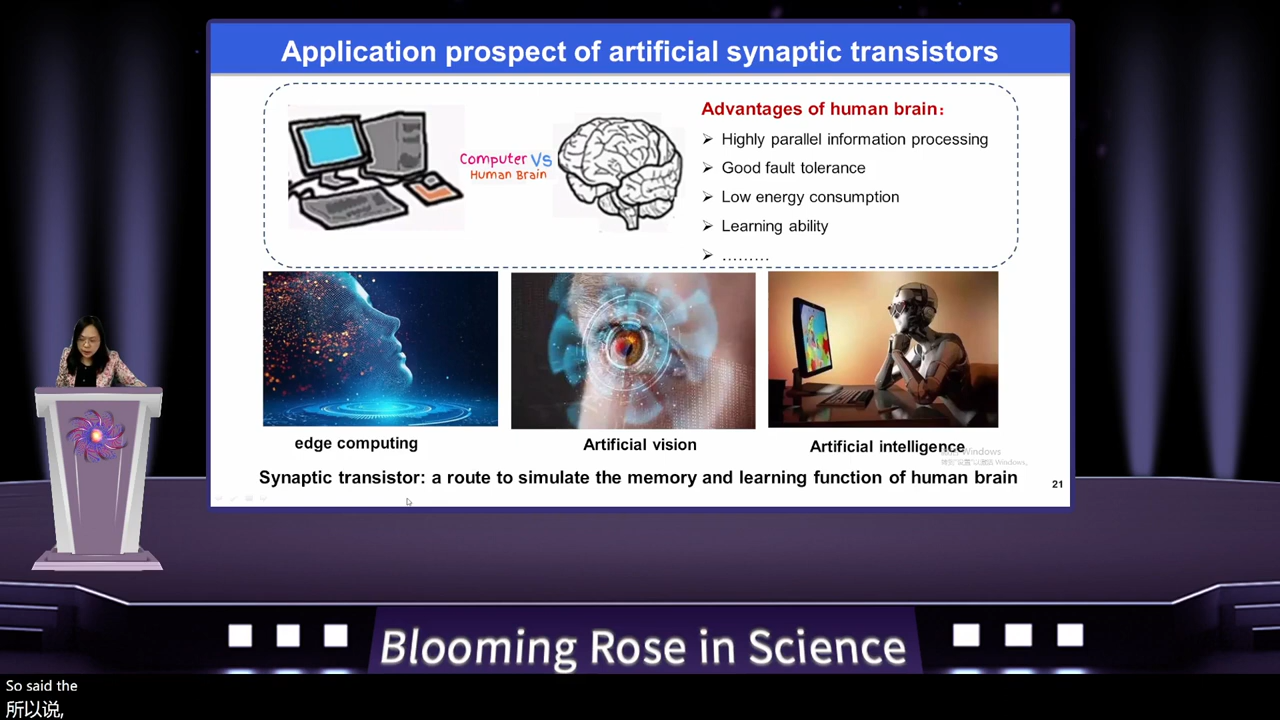 Application prospect of artificial synaptic transistors
Computer VS
Human Brain
Advantages of human brain:
➢ Highly parallel information processing
➢ Good fault tolerance
➢ Low energy consumption
➢ Learning ability
➢ .........
edge computing
Artificial vision
Artificial intelligence
Synaptic transistor: a route to simulate the memory and learning function of human brain
21
Blooming Rose in Science
So said the
所以说,